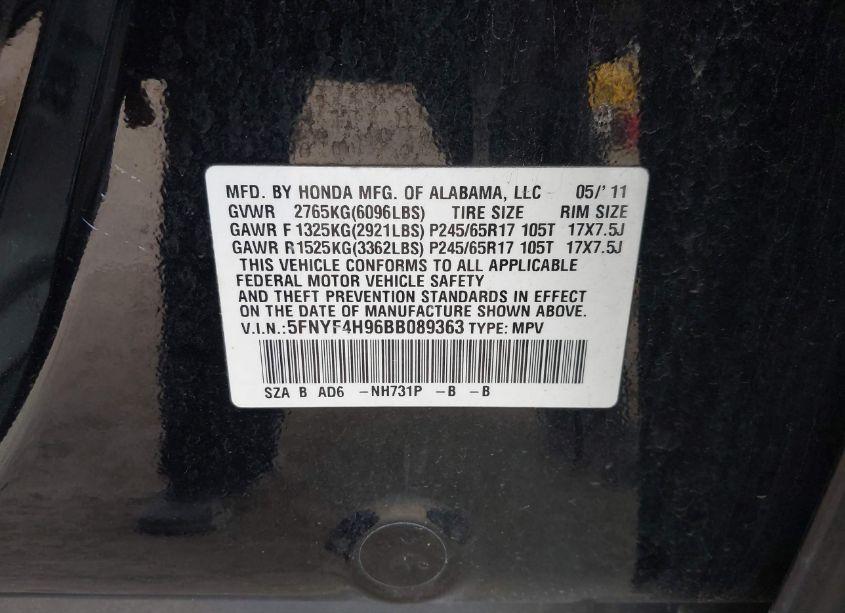 MFD. BY HONDA MFG. OF ALABAMA, LLC 05/'11
GVWR 2765KG(6096LBS) TIRE SIZE RIM SIZE
GAWR F 1325KG(2921LBS) P245/65R17 105T 17X7.5J
GAWR R1525KG(3362LBS) P245/65R17 105T 17X7.5J
THIS VEHICLE CONFORMS TO ALL APPLICABLE
FEDERAL MOTOR VEHICLE SAFETY
AND THEFT PREVENTION STANDARDS IN EFFECT
ON THE DATE OF MANUFACTURE SHOWN ABOVE.
V.I.N.:5FNYF4H96BB089363 TYPE: MPV
SZA B AD6 -NH731P -B -B